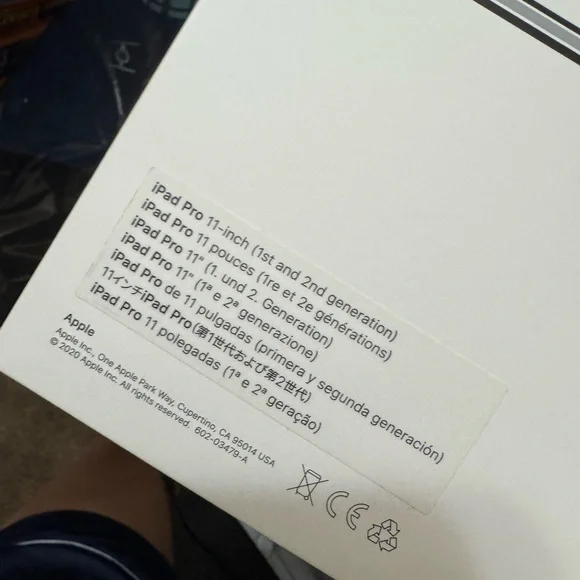 iPad Pro 11-inch (1st and 2nd generation)
iPad Pro 11 pouces (1re et 2e générations)
iPad Pro 11" (1. und 2. Generation)
iPad Pro 11" (1ª e 2ª generazione)
iPad Pro de 11 pulgadas (primera y segunda generación)
11インチiPad Pro(第1世代および第2世代)
iPad Pro 11 polegadas (1ª e 2ª geração)
Apple
Apple Inc., One Apple Park Way, Cupertino, CA 95014 USA
© 2020 Apple Inc. All rights reserved. 602-03479-A
CE